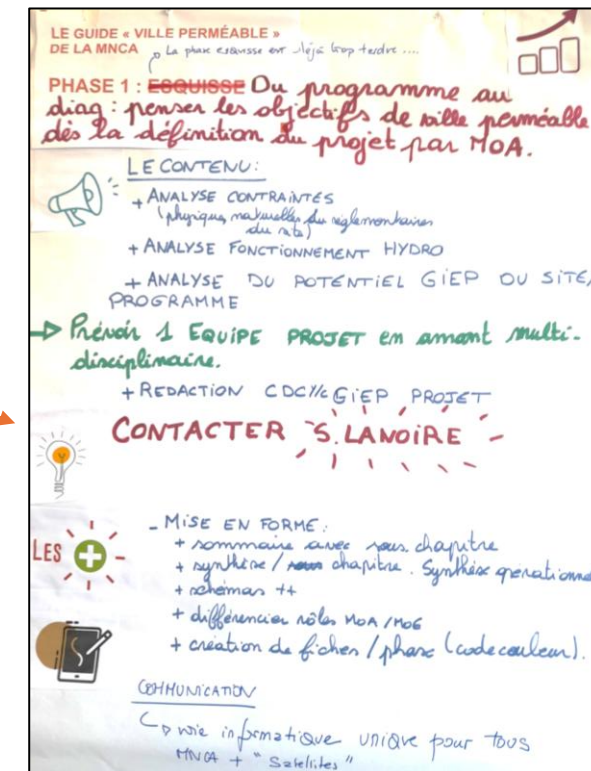 LE GUIDE « VILLE PERMÉABLE »
DE LA MNCA
La phase esquisse est déjà trop tardive ....
PHASE 1 : ESQUISSE Du programme au
diag : penser les objectifs de ville perméable
dès la définition du projet par MOA.
LE CONTENU :
+ ANALYSE CONTRAINTES
(physiques, naturelles, réglementaires
du site)
+ ANALYSE FONCTIONNEMENT HYDRO
+ ANALYSE DU POTENTIEL GIEP DU SITE/
PROGRAMME
Prévoir 1 EQUIPE PROJET en amont multi-
disciplinaire.
+ REDACTION GIEP PROJET
CONTACTER S. LANOIRE
LES +
- MISE EN FORME :
+ sommaire avec sous chapitre
+ synthèse / chapitre. Synthèse
+ schémas ++
+ différencier rôles MOA / MOE
+ création de fiches / phase (code couleur).
COMMUNICATION
voie informatique unique pour tous
MNCA + "Satellites"